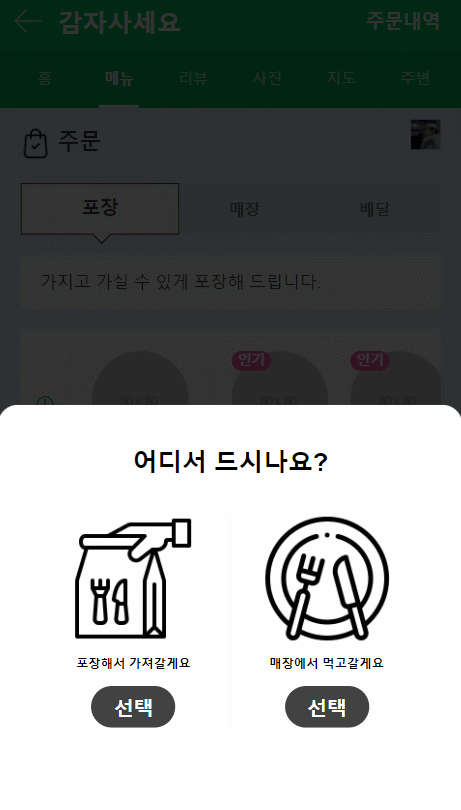 감자사세요 주문내역
홈 메뉴 리뷰 사진 지도 주변
주문
포장 매장 배달
가지고 가실 수 있게 포장해 드립니다.
인기 인기
어디서 드시나요?
포장해서 가져갈게요 매장에서 먹고갈게요
선택 선택